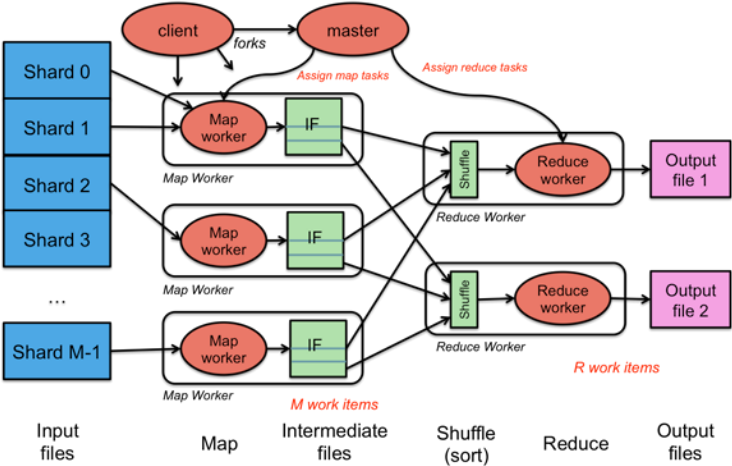 client
forks
master
Assign map tasks
Assign reduce tasks
Shard 0
Shard 1
Shard 2
Shard 3
...
Shard M-1
Map
worker
IF
Map Worker
Map
worker
IF
Map Worker
Map
worker
IF
Map Worker
M work items
Shuffle
Reduce
worker
Reduce Worker
Shuffle
Reduce
worker
Reduce Worker
R work items
Output
file 1
Output
file 2
Input
files
Map
Intermediate
files
Shuffle
(sort)
Reduce
Output
files